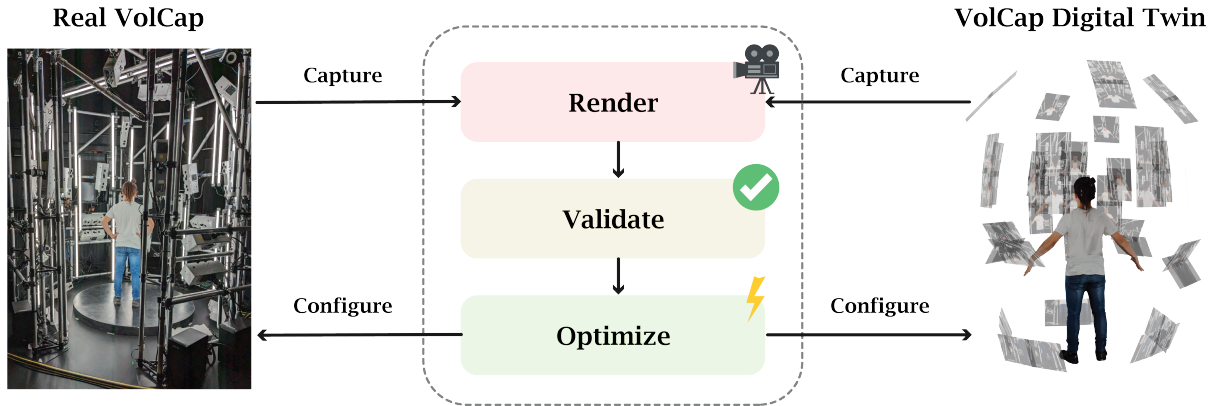 Real VolCap
VolCap Digital Twin
Capture
Render
Capture
Validate
Configure
Optimize
Configure